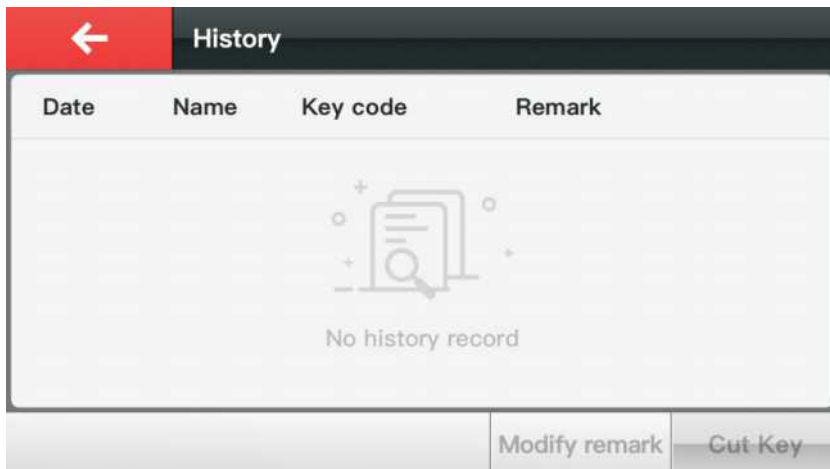 History
Date Name Key code Remark
No history record
Modify remark Cut Key